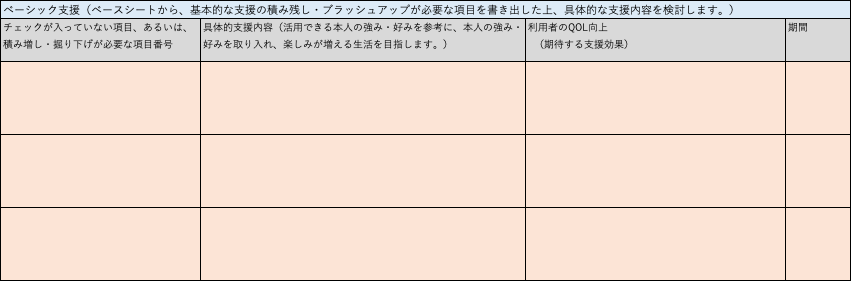 ベーシック支援（ベースシートから、基本的な支援の積み残し・ブラッシュアップが必要な項目を書き出した上、具体的な支援内容を検討します。）
チェックが入っていない項目、あるいは、
積み増し・掘り下げが必要な項目番号
具体的支援内容（活用できる本人の強み・好みを参考に、本人の強み・
好みを取り入れ、楽しみが増える生活を目指します。）
利用者のQOL向上
（期待する支援効果）
期間